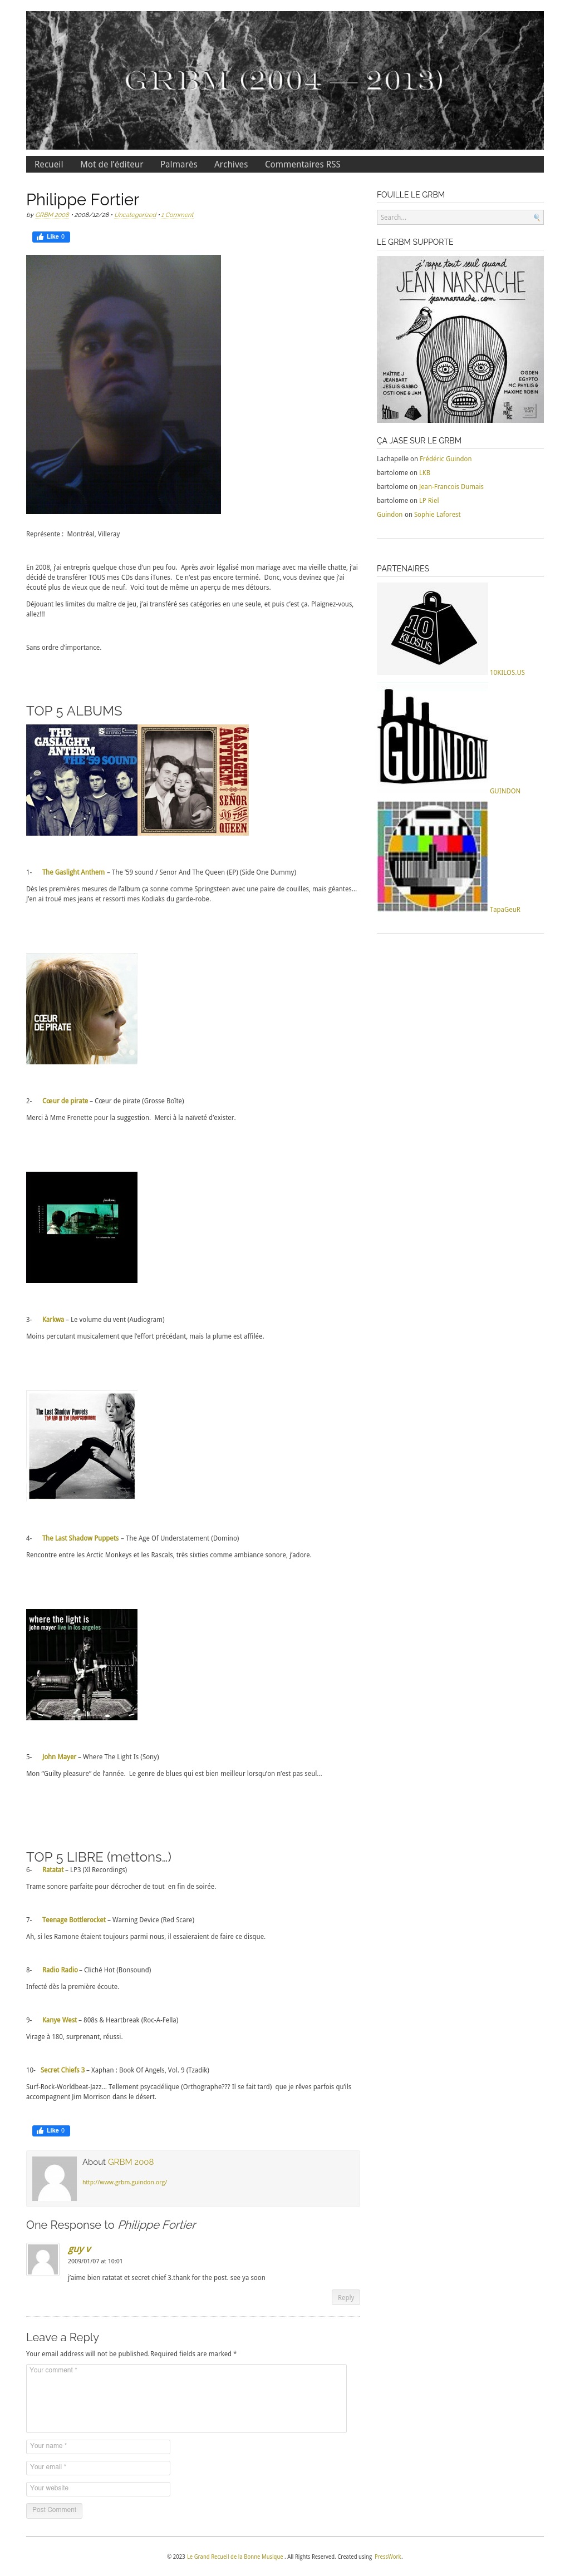 GRBM (2004 — 2013)
Recueil Mot de l'éditeur Palmarès Archives Commentaires RSS
Philippe Fortier
by GRBM 2008 • 2008/12/28 • Uncategorized • 1 Comment
Like 0
Représente :  Montréal, Villeray
En 2008, j'ai entrepris quelque chose d'un peu fou.  Après avoir légalisé mon mariage avec ma vieille chatte, j'ai
décidé de transférer TOUS mes CDs dans iTunes.  Ce n'est pas encore terminé.  Donc, vous devinez que j'ai
écouté plus de vieux que de neuf.  Voici tout de même un aperçu de mes détours.
Déjouant les limites du maître de jeu, j'ai transféré ses catégories en une seule, et puis c'est ça. Plaignez-vous,
allez!!!
Sans ordre d'importance.
TOP 5 ALBUMS
THE GASLIGHT ANTHEM
THE '59 SOUND
GASLIGHT ANTHEM
SEÑOR AND THE QUEEN
1- The Gaslight Anthem – The '59 sound / Senor And The Queen (EP) (Side One Dummy)
Dès les premières mesures de l'album ça sonne comme Springsteen avec une paire de couilles, mais géantes…
J'en ai troué mes jeans et ressorti mes Kodiaks du garde-robe.
CŒUR
DE PIRATE
2- Cœur de pirate – Cœur de pirate (Grosse Boîte)
Merci à Mme Frenette pour la suggestion.  Merci à la naïveté d'exister.
3- Karkwa – Le volume du vent (Audiogram)
Moins percutant musicalement que l'effort précédant, mais la plume est affilée.
The Last Shadow Puppets
The Age Of The Understatement
4- The Last Shadow Puppets – The Age Of Understatement (Domino)
Rencontre entre les Arctic Monkeys et les Rascals, très sixties comme ambiance sonore, j'adore.
where the light is
john mayer live in los angeles
5- John Mayer – Where The Light Is (Sony)
Mon "Guilty pleasure" de l'année.  Le genre de blues qui est bien meilleur lorsqu'on n'est pas seul…
TOP 5 LIBRE (mettons…)
6- Ratatat – LP3 (Xl Recordings)
Trame sonore parfaite pour décrocher de tout  en fin de soirée.
7- Teenage Bottlerocket – Warning Device (Red Scare)
Ah, si les Ramone étaient toujours parmi nous, il essaieraient de faire ce disque.
8- Radio Radio – Cliché Hot (Bonsound)
Infecté dès la première écoute.
9- Kanye West – 808s & Heartbreak (Roc-A-Fella)
Virage à 180, surprenant, réussi.
10- Secret Chiefs 3 – Xaphan : Book Of Angels, Vol. 9 (Tzadik)
Surf-Rock-Worldbeat-Jazz… Tellement psycadélique (Orthographe??? Il se fait tard)  que je rêves parfois qu'ils
accompagnent Jim Morrison dans le désert.
Like 0
About GRBM 2008
http://www.grbm.guindon.org/
One Response to Philippe Fortier
guy v
2009/01/07 at 10:01
j'aime bien ratatat et secret chief 3.thank for the post. see ya soon
Reply
Leave a Reply
Your email address will not be published.Required fields are marked *
Your comment *
Your name *
Your email *
Your website
Post Comment
FOUILLE LE GRBM
Search...
LE GRBM SUPPORTE
j'rappe tout seul quand
JEAN NARRACHE
jeannarrache.com
MAÎTRE J
JEANBART
JESUIS GABBO
OSTI ONE & JAM
OGDEN
EGYPTO
MC PHYLIS &
MAXIME ROBIN
ÇA JASE SUR LE GRBM
Lachapelle on Frédéric Guindon
bartolome on LKB
bartolome on Jean-Francois Dumais
bartolome on LP Riel
Guindon on Sophie Laforest
PARTENAIRES
10 KILOS.US
10KILOS.US
GUINDON
GUINDON
TapaGeuR
© 2023 Le Grand Recueil de la Bonne Musique . All Rights Reserved. Created using PressWork.